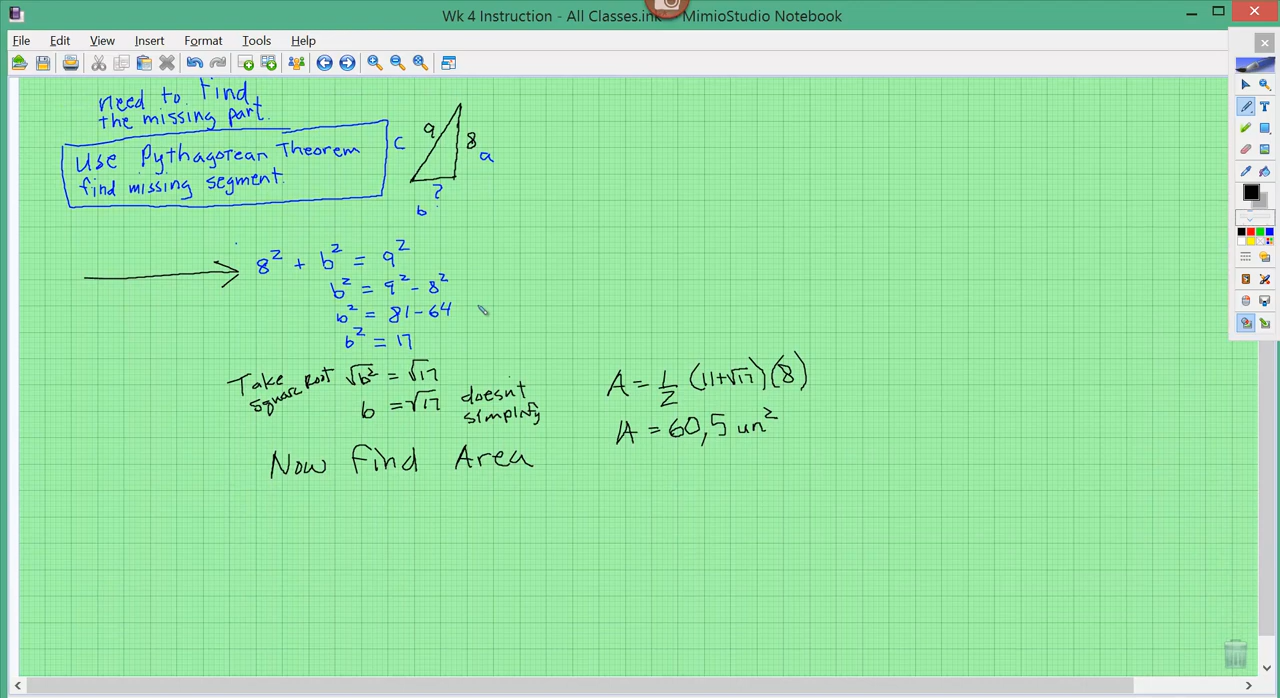 Wk 4 Instruction - All Classes.ink - MimioStudio Notebook
File Edit View Insert Format Tools Help
need to find
the missing part.
Use Pythagorean Theorem
find missing segment.
c 9 8 a
?
b
8² + b² = 9²
b² = 9² - 8²
b² = 81 - 64
b² = 17
Take
square root √b² = √17
b = √17 doesn't
simplify
Now find Area
A = 1/2 (11+√17)(8)
A = 60,5 un²